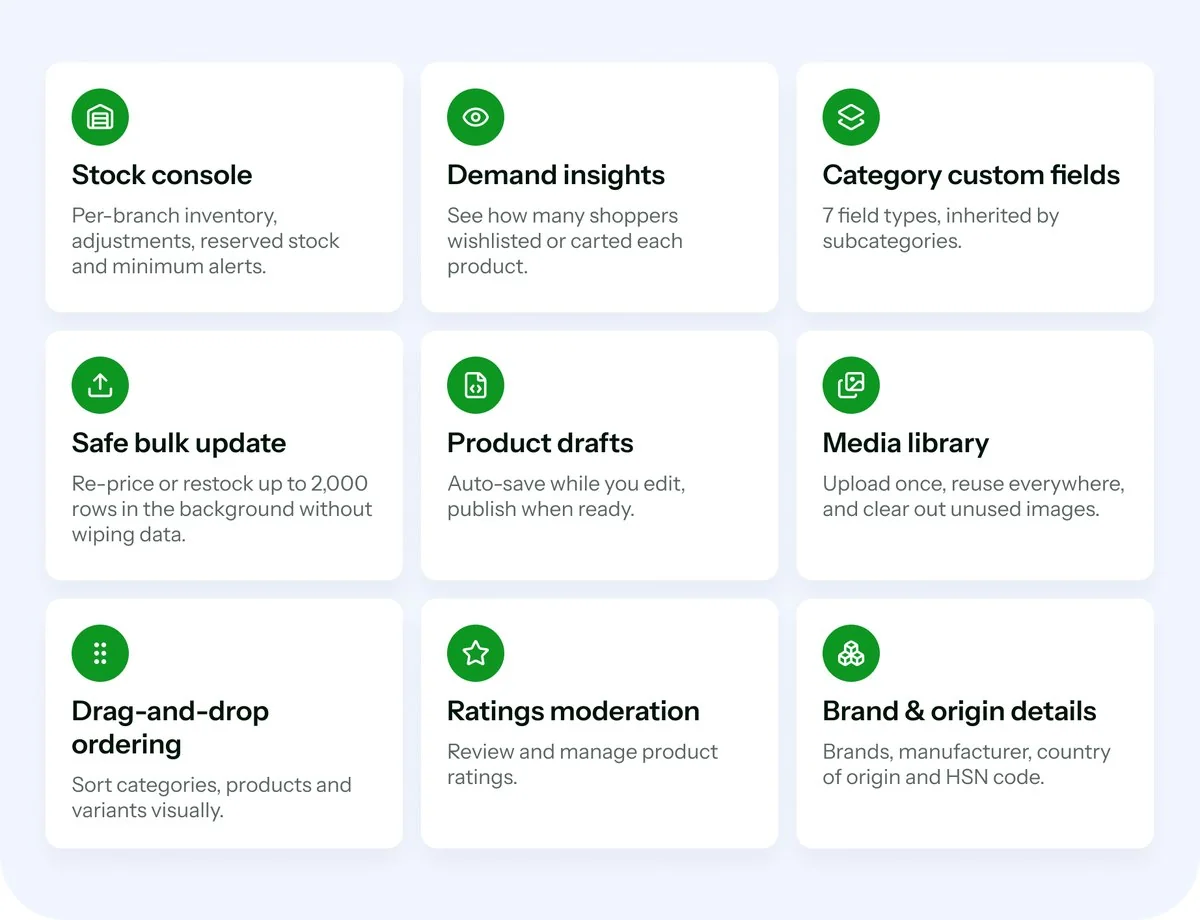 Stock console
Per-branch inventory,
adjustments, reserved stock
and minimum alerts.
Demand insights
See how many shoppers
wishlisted or carted each
product.
Category custom fields
7 field types, inherited by
subcategories.
Safe bulk update
Re-price or restock up to 2,000
rows in the background without
wiping data.
Product drafts
Auto-save while you edit,
publish when ready.
Media library
Upload once, reuse everywhere,
and clear out unused images.
Drag-and-drop
ordering
Sort categories, products and
variants visually.
Ratings moderation
Review and manage product
ratings.
Brand & origin details
Brands, manufacturer, country
of origin and HSN code.